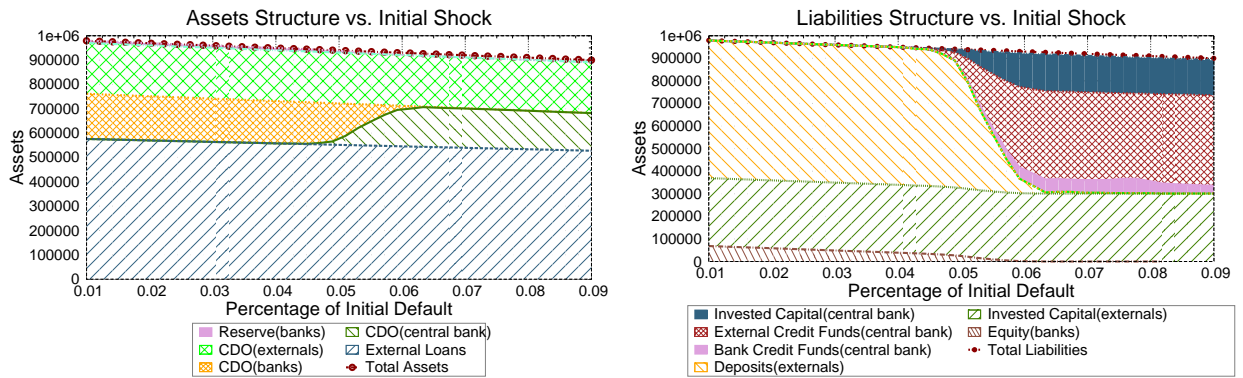 Assets Structure vs. Initial Shock
1e+06
900000
800000
700000
600000
500000
400000
300000
200000
100000
0
Assets
0.01 0.02 0.03 0.04 0.05 0.06 0.07 0.08 0.09
Percentage of Initial Default
Reserve(banks) CDO(central bank)
CDO(externals) External Loans
CDO(banks) Total Assets
Liabilities Structure vs. Initial Shock
1e+06
900000
800000
700000
600000
500000
400000
300000
200000
100000
0
Assets
0.01 0.02 0.03 0.04 0.05 0.06 0.07 0.08 0.09
Percentage of Initial Default
Invested Capital(central bank) Invested Capital(externals)
External Credit Funds(central bank) Equity(banks)
Bank Credit Funds(central bank) Total Liabilities
Deposits(externals)